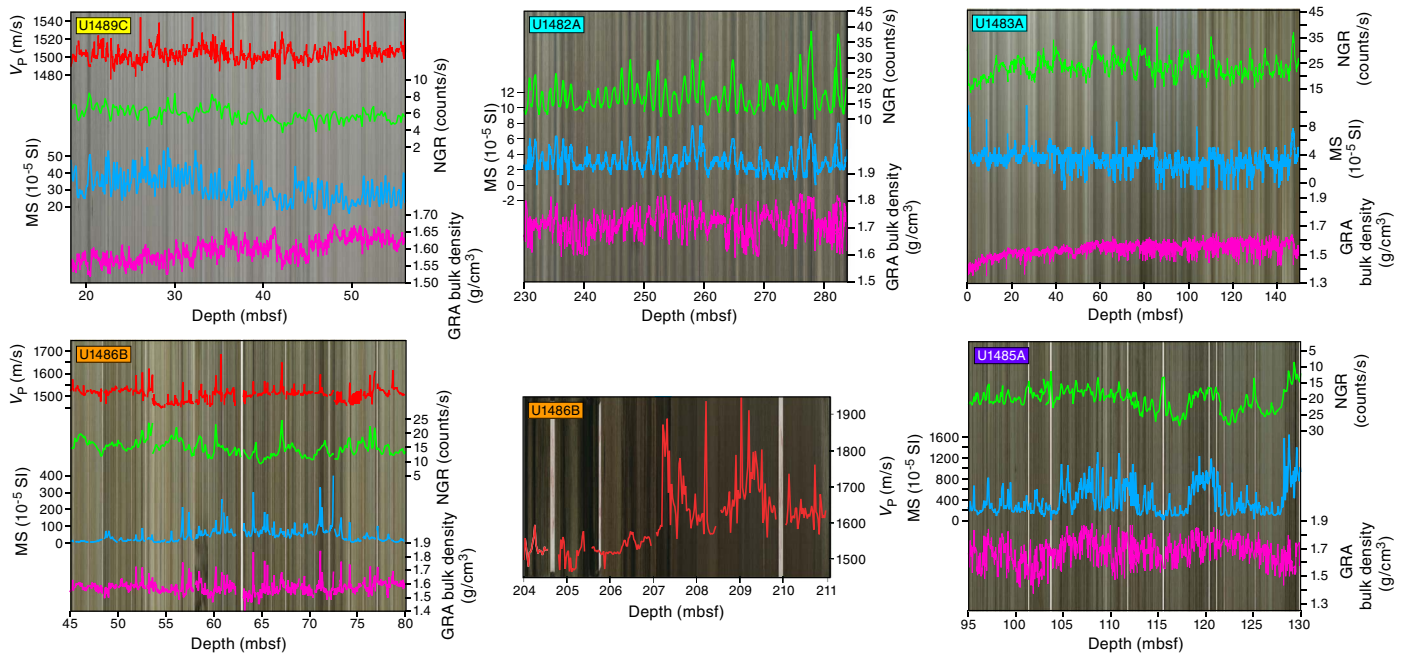 U1489C
V_P (m/s)
1540
1520
1500
1480
NGR (counts/s)
10
8
6
4
2
MS (10⁻⁵ SI)
50
40
30
20
GRA bulk density
(g/cm³)
1.70
1.65
1.60
1.55
1.50
20 30 40 50
Depth (mbsf)
U1482A
NGR (counts/s)
45
40
35
30
25
20
15
10
MS (10⁻⁵ SI)
12
10
8
6
4
2
0
-2
GRA bulk density
(g/cm³)
1.9
1.8
1.7
1.6
1.5
230 240 250 260 270 280
Depth (mbsf)
U1483A
NGR
(counts/s)
45
35
25
15
MS
(10⁻⁵ SI)
8
4
0
GRA
bulk density
(g/cm³)
1.9
1.7
1.5
1.3
0 20 40 60 80 100 120 140
Depth (mbsf)
U1486B
V_P (m/s)
1700
1600
1500
NGR (counts/s)
25
20
15
10
5
MS (10⁻⁵ SI)
400
300
200
100
0
GRA bulk density
(g/cm³)
1.9
1.8
1.7
1.6
1.5
1.4
45 50 55 60 65 70 75 80
Depth (mbsf)
U1486B
V_P (m/s)
1900
1800
1700
1600
1500
204 205 206 207 208 209 210 211
Depth (mbsf)
U1485A
NGR
(counts/s)
5
10
15
20
25
30
MS (10⁻⁵ SI)
1600
1200
800
400
0
GRA
bulk density
(g/cm³)
1.9
1.7
1.5
1.3
95 100 105 110 115 120 125 130
Depth (mbsf)